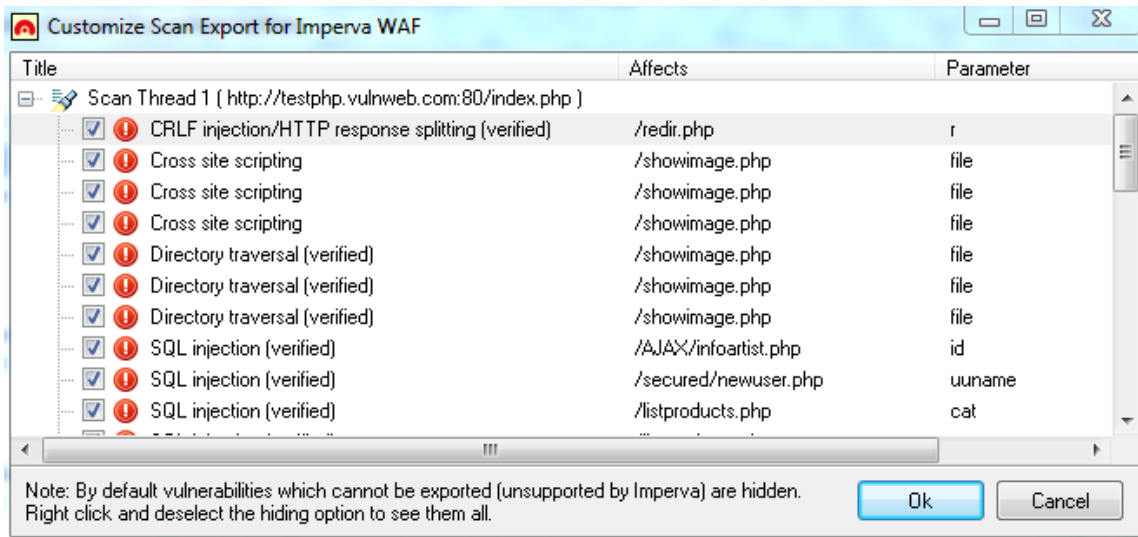 Customize Scan Export for Imperva WAF
Title Affects Parameter
Scan Thread 1 ( http://testphp.vulnweb.com:80/index.php )
CRLF injection/HTTP response splitting (verified) /redir.php r
Cross site scripting /showimage.php file
Cross site scripting /showimage.php file
Cross site scripting /showimage.php file
Directory traversal (verified) /showimage.php file
Directory traversal (verified) /showimage.php file
Directory traversal (verified) /showimage.php file
SQL injection (verified) /AJAX/infoartist.php id
SQL injection (verified) /secured/newuser.php uuname
SQL injection (verified) /listproducts.php cat
Note: By default vulnerabilities which cannot be exported (unsupported by Imperva) are hidden.
Right click and deselect the hiding option to see them all.
Ok Cancel